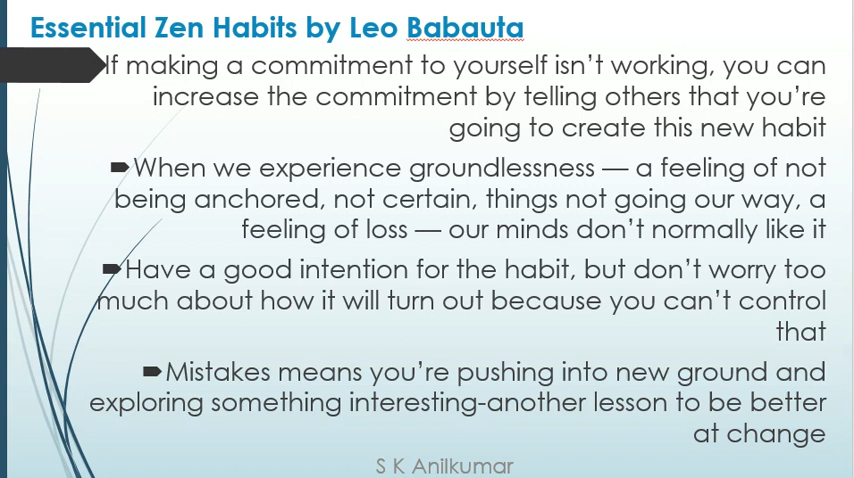 Essential Zen Habits by Leo Babauta
If making a commitment to yourself isn’t working, you can
increase the commitment by telling others that you’re
going to create this new habit
When we experience groundlessness — a feeling of not
being anchored, not certain, things not going our way, a
feeling of loss — our minds don’t normally like it
Have a good intention for the habit, but don’t worry too
much about how it will turn out because you can’t control
that
Mistakes means you’re pushing into new ground and
exploring something interesting-another lesson to be better
at change
S K Anilkumar